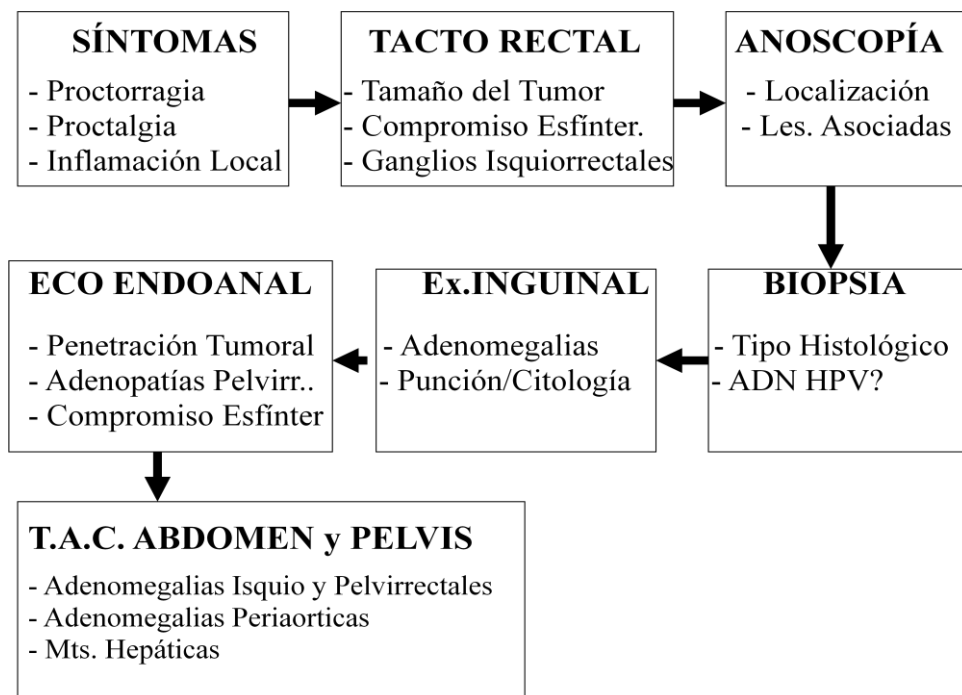 SÍNTOMAS
- Proctorragia
- Proctalgia
- Inflamación Local
TACTO RECTAL
- Tamaño del Tumor
- Compromiso Esfínter.
- Ganglios Isquiorrectales
ANOSCOPÍA
- Localización
- Les. Asociadas
BIOPSIA
- Tipo Histológico
- ADN HPV?
Ex.INGUINAL
- Adenomegalias
- Punción/Citología
ECO ENDOANAL
- Penetración Tumoral
- Adenopatías Pelvirr..
- Compromiso Esfínter
T.A.C. ABDOMEN y PELVIS
- Adenomegalias Isquio y Pelvirrectales
- Adenomegalias Periaorticas
- Mts. Hepáticas